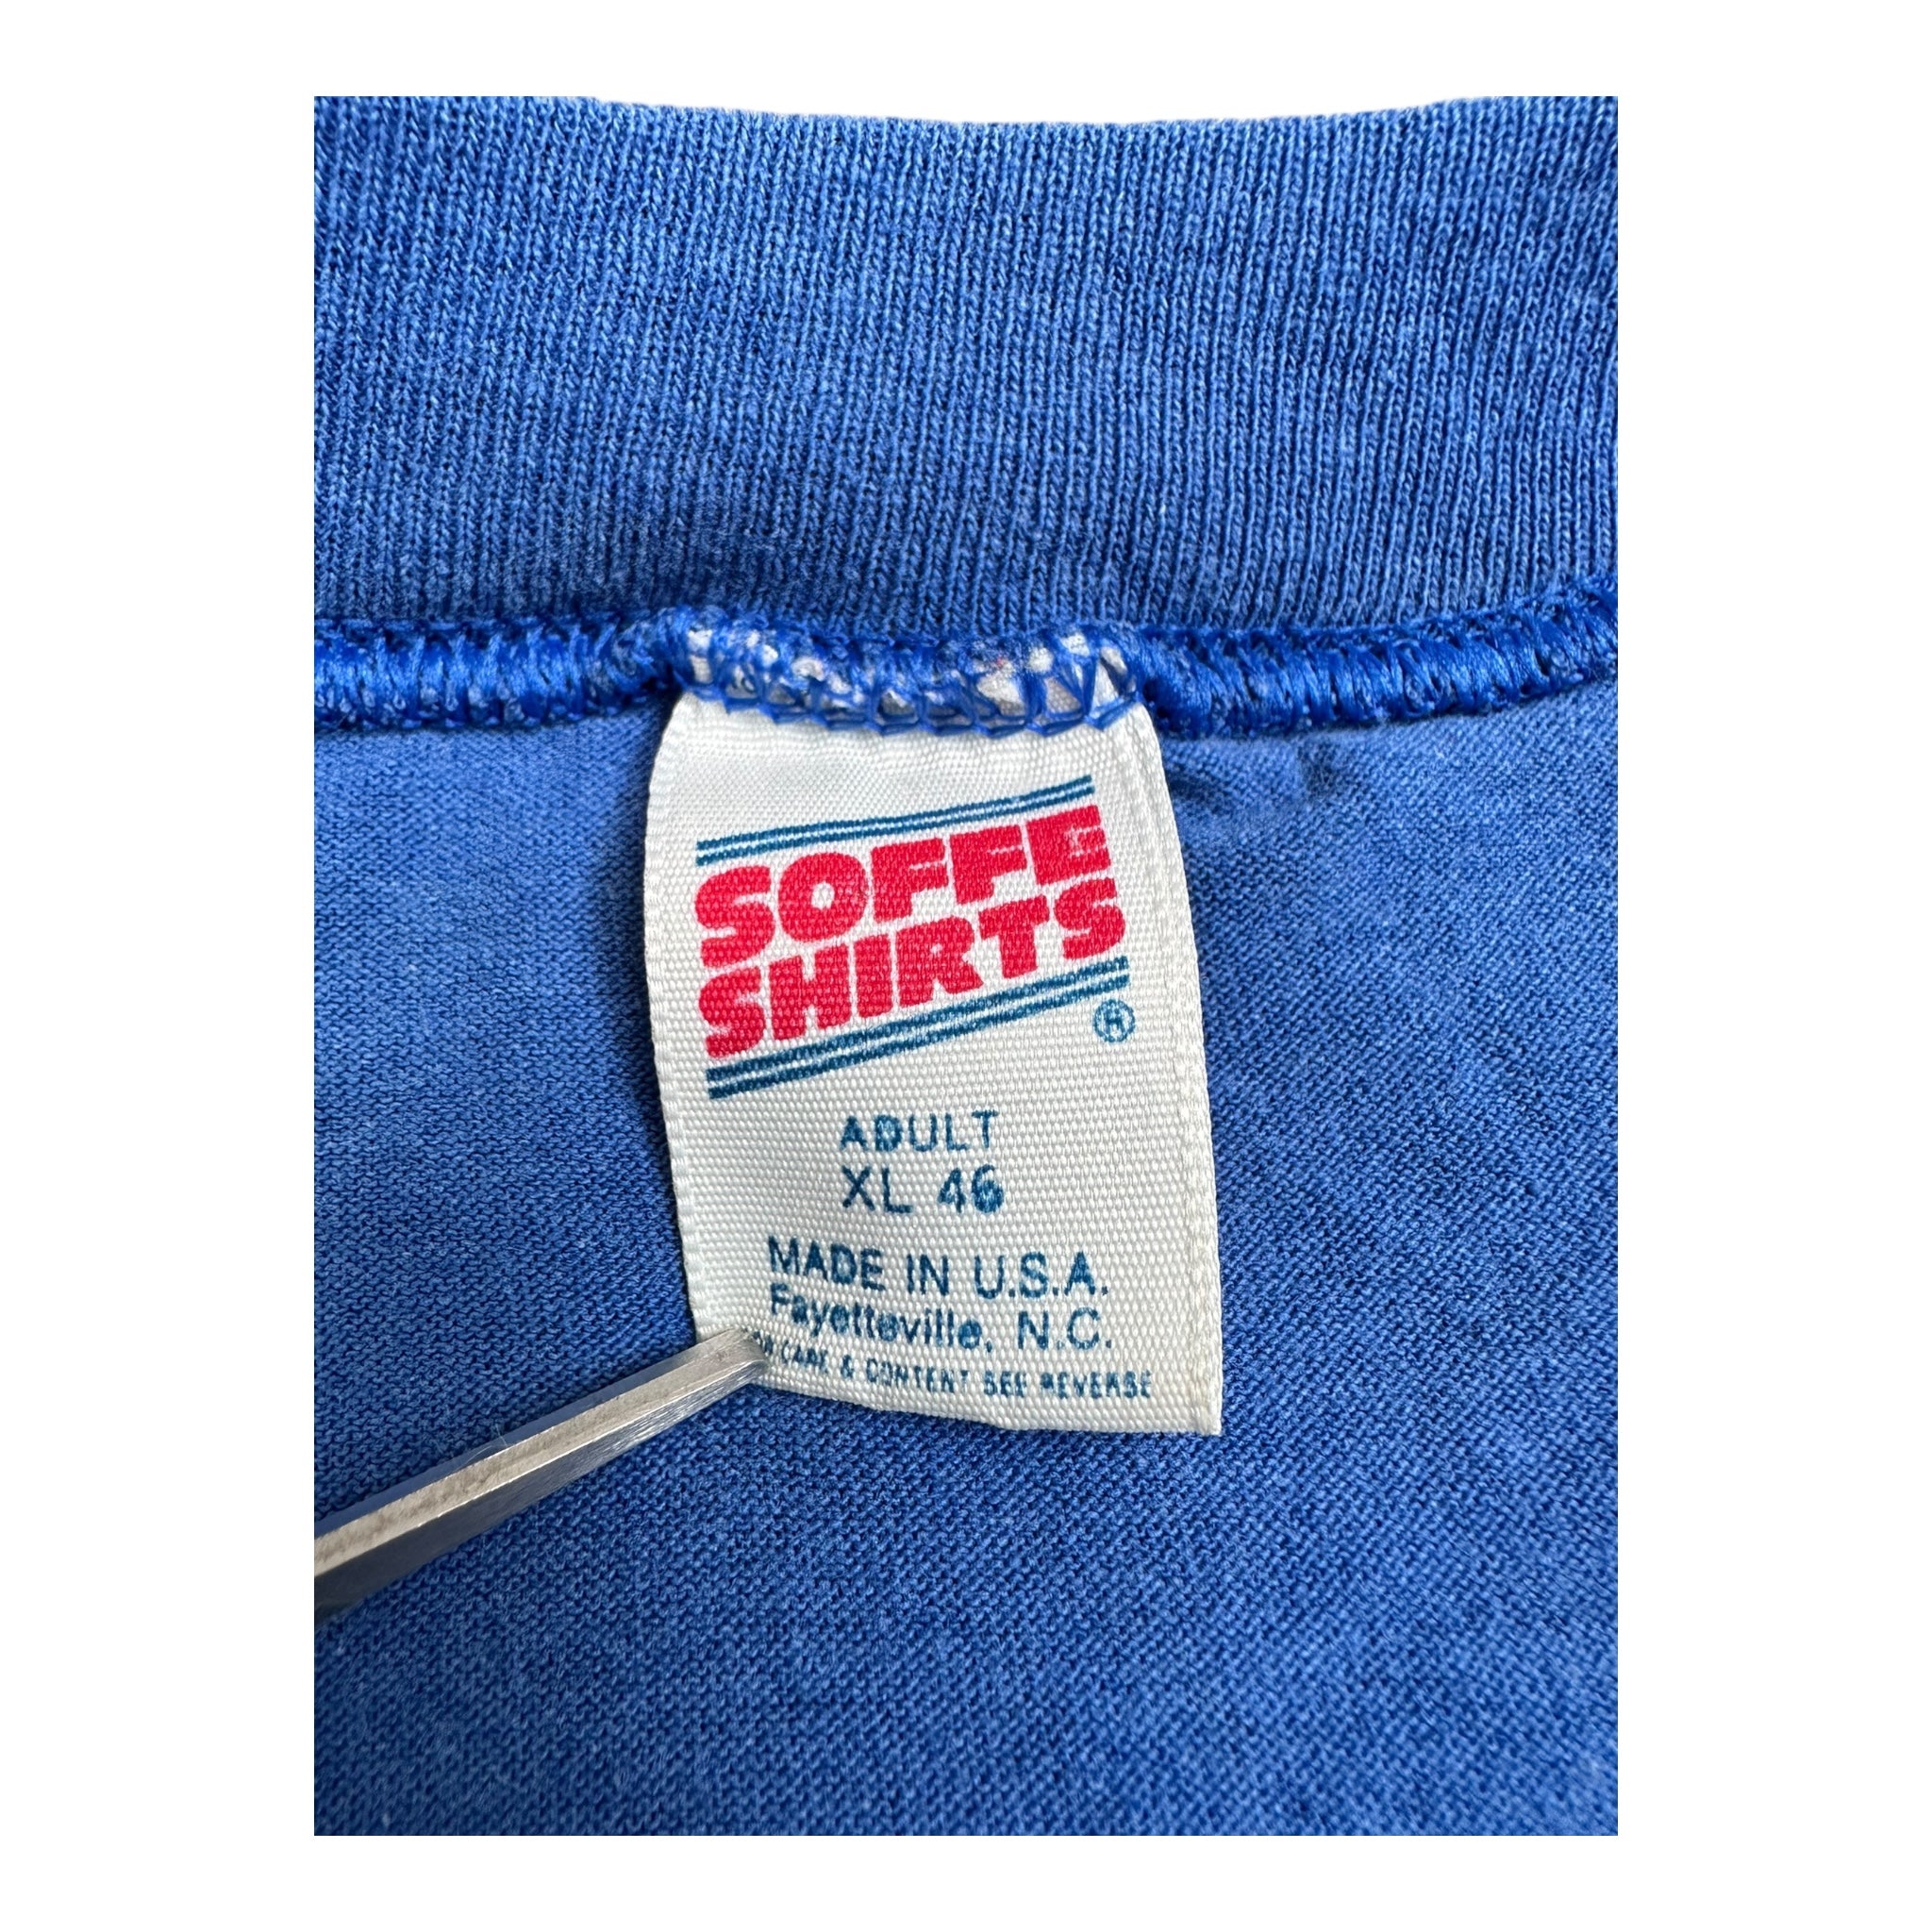 SOFFE
SHIRTS
®
ADULT
XL 46
MADE IN U.S.A.
Fayetteville, N.C.
CARE & CONTENT SEE REVERSE